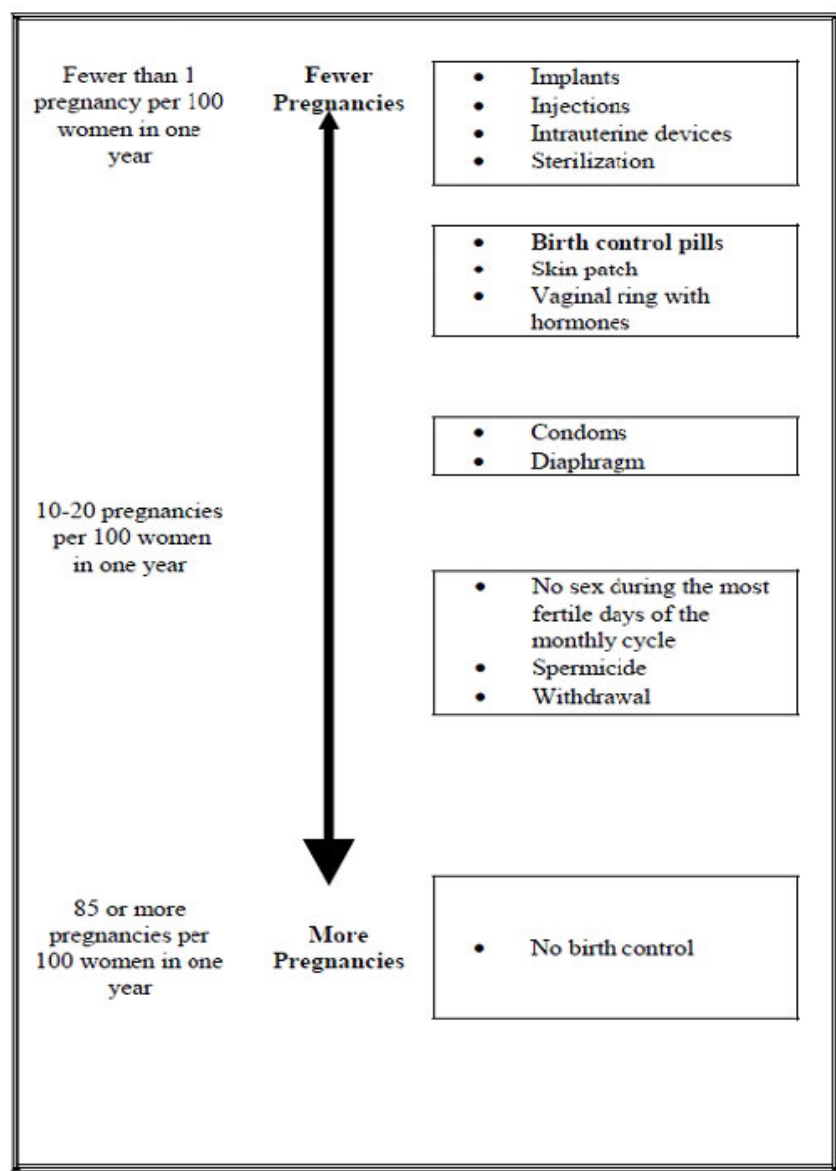 Fewer than 1
pregnancy per 100
women in one
year
Fewer
Pregnancies
• Implants
• Injections
• Intrauterine devices
• Sterilization
• Birth control pills
• Skin patch
• Vaginal ring with
hormones
• Condoms
• Diaphragm
10-20 pregnancies
per 100 women
in one year
• No sex during the most
fertile days of the
monthly cycle
• Spermicide
• Withdrawal
85 or more
pregnancies per
100 women in one
year
More
Pregnancies
• No birth control